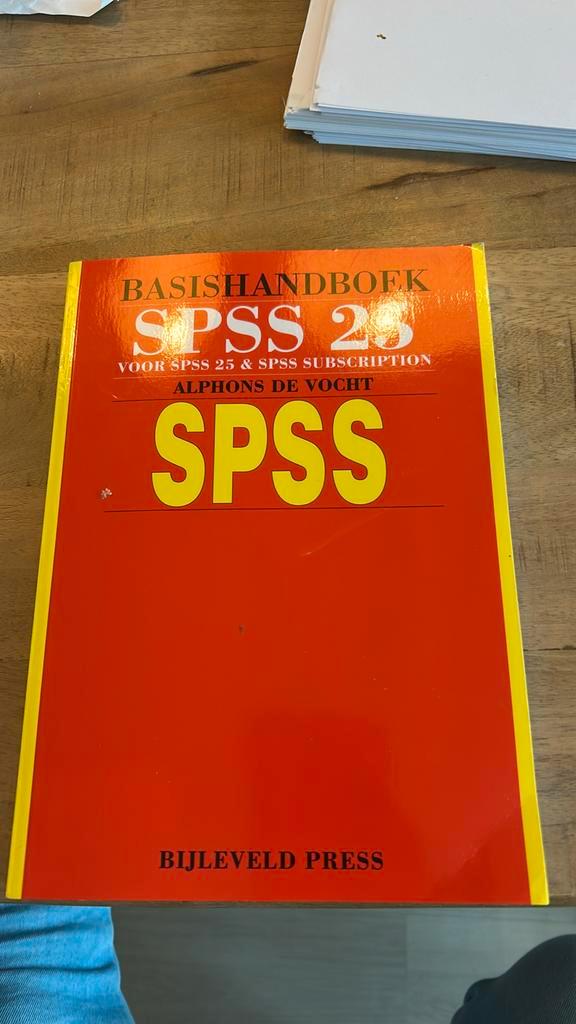 BASISHANDBOEK
SPSS 25
VOOR SPSS 25 & SPSS SUBSCRIPTION
ALPHONS DE VOCHT
SPSS
BIJLEVELD PRESS